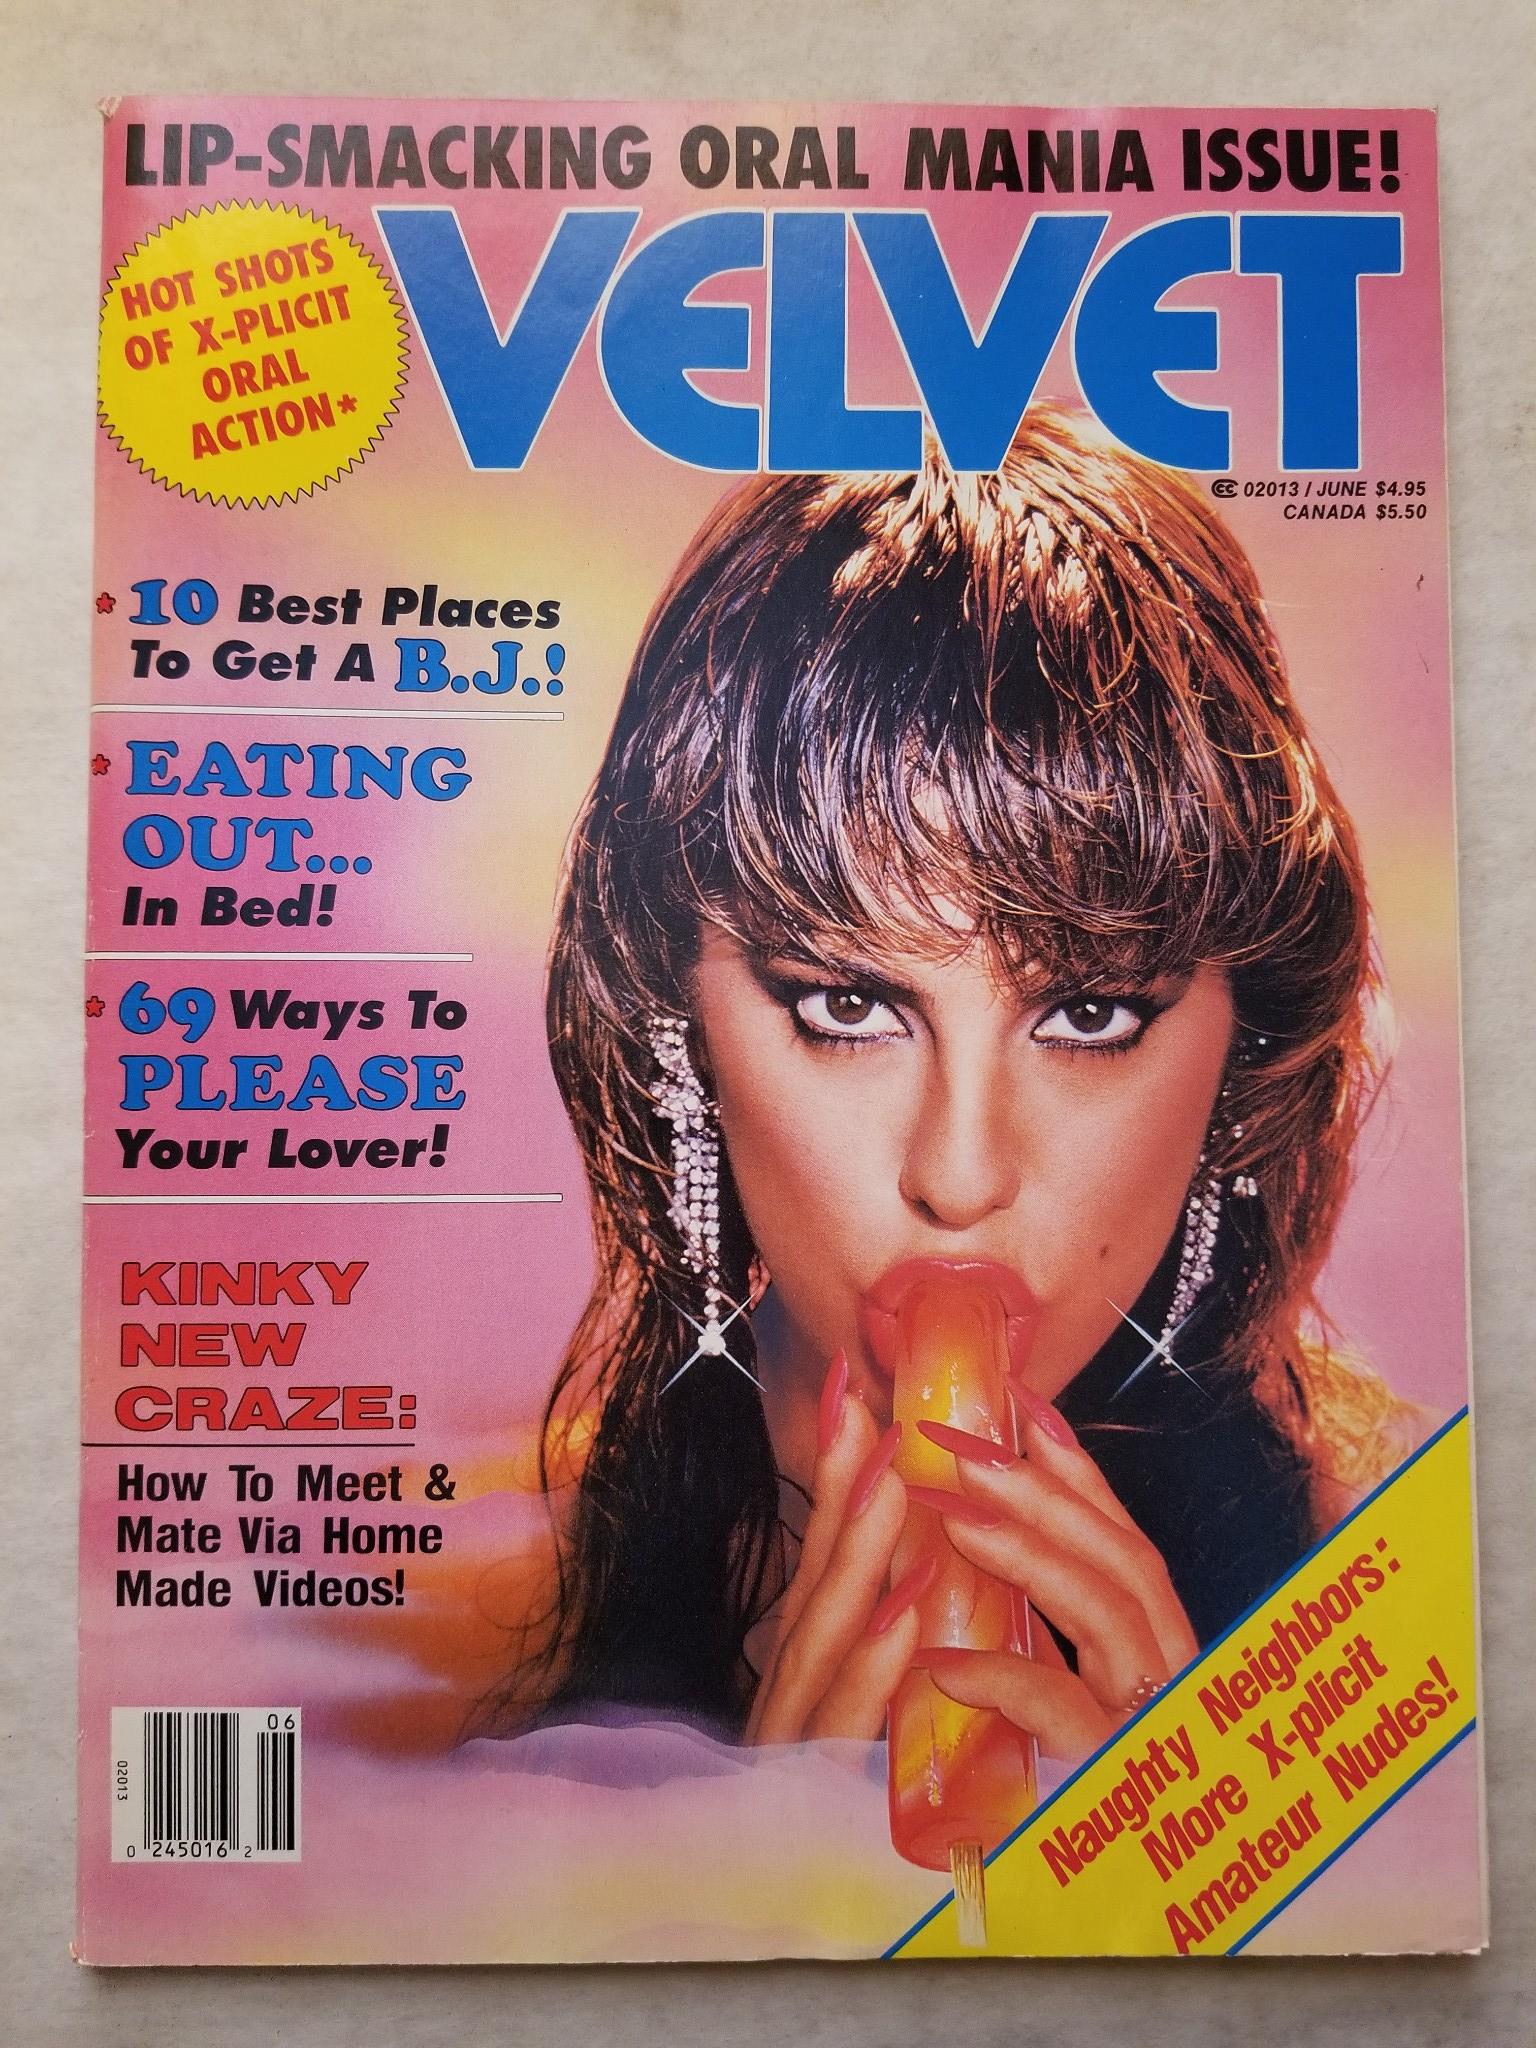 LIP-SMACKING ORAL MANIA ISSUE!
VELVET
HOT SHOTS
OF X-PLICIT
ORAL
ACTION*
CC 02013 / JUNE $4.95
CANADA $5.50
* 10 Best Places
To Get A B.J.!
* EATING
OUT...
In Bed!
* 69 Ways To
PLEASE
Your Lover!
KINKY
NEW
CRAZE:
How To Meet &
Mate Via Home
Made Videos!
Naughty Neighbors:
More X-plicit
Amateur Nudes!
06
02013
0 245016 2